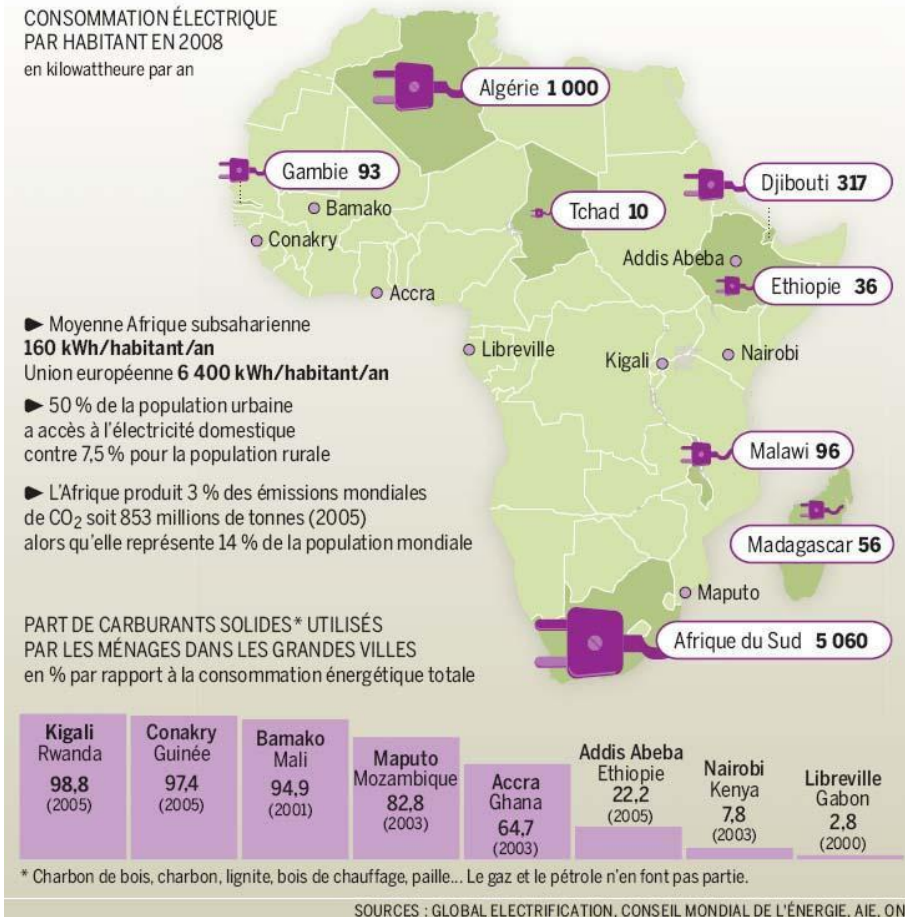 CONSOMMATION ÉLECTRIQUE
PAR HABITANT EN 2008
en kilowattheure par an
Algérie 1 000
Gambie 93
Bamako
Conakry
Accra
Tchad 10
Djibouti 317
Addis Abeba
Ethiopie 36
Libreville
Kigali
Nairobi
Malawi 96
Madagascar 56
Maputo
Afrique du Sud 5 060
► Moyenne Afrique subsaharienne
160 kWh/habitant/an
Union européenne 6 400 kWh/habitant/an
► 50 % de la population urbaine
a accès à l'électricité domestique
contre 7,5 % pour la population rurale
► L'Afrique produit 3 % des émissions mondiales
de CO2 soit 853 millions de tonnes (2005)
alors qu'elle représente 14 % de la population mondiale
PART DE CARBURANTS SOLIDES* UTILISÉS
PAR LES MÉNAGES DANS LES GRANDES VILLES
en % par rapport à la consommation énergétique totale
Kigali
Rwanda
98,8
(2005)
Conakry
Guinée
97,4
(2005)
Bamako
Mali
94,9
(2001)
Maputo
Mozambique
82,8
(2003)
Accra
Ghana
64,7
(2003)
Addis Abeba
Ethiopie
22,2
(2005)
Nairobi
Kenya
7,8
(2003)
Libreville
Gabon
2,8
(2000)
* Charbon de bois, charbon, lignite, bois de chauffage, paille... Le gaz et le pétrole n'en font pas partie.
SOURCES : GLOBAL ELECTRIFICATION, CONSEIL MONDIAL DE L'ÉNERGIE, AIE, ON